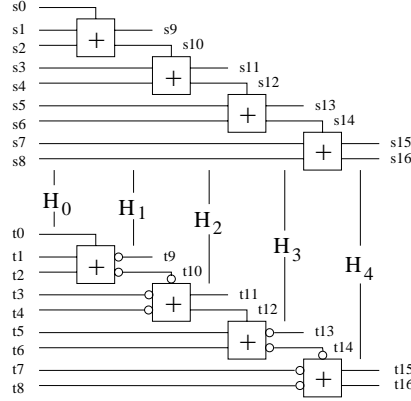 s0
s1
+
s9
s2
s10
s3
+
s11
s4
s12
s5
+
s13
s6
s14
s7
+
s15
s8
s16
H0
H1
H2
H3
H4
t0
t1
+
t9
t2
t10
t3
+
t11
t4
t12
t5
+
t13
t6
t14
t7
+
t15
t8
t16